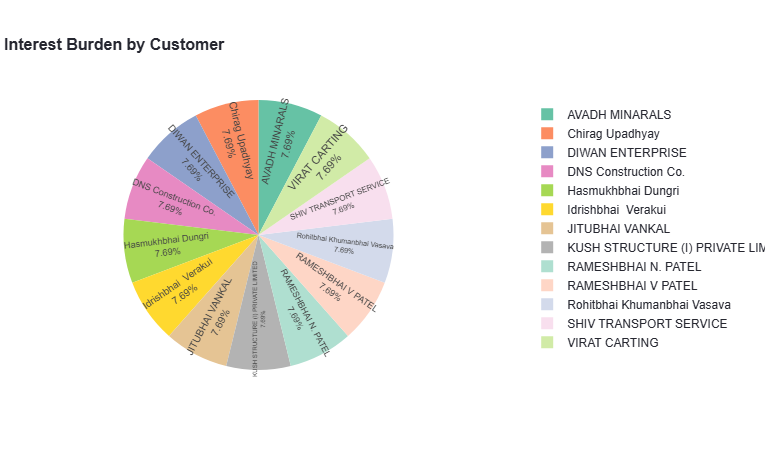 Interest Burden by Customer
AVADH MINARALS
7.69%
VIRAT CARTING
7.69%
SHIV TRANSPORT SERVICE
7.69%
Rohitbhai Khumanbhai Vasava
7.69%
RAMESHBHAI V PATEL
7.69%
RAMESHBHAI N. PATEL
7.69%
KUSH STRUCTURE (I) PRIVATE LIMITED
7.69%
JITUBHAI VANKAL
7.69%
Idrishbhai  Verakui
7.69%
Hasmukhbhai Dungri
7.69%
DNS Construction Co.
7.69%
DIWAN ENTERPRISE
7.69%
Chirag Upadhyay
7.69%
AVADH MINARALS
Chirag Upadhyay
DIWAN ENTERPRISE
DNS Construction Co.
Hasmukhbhai Dungri
Idrishbhai  Verakui
JITUBHAI VANKAL
KUSH STRUCTURE (I) PRIVATE LIM
RAMESHBHAI N. PATEL
RAMESHBHAI V PATEL
Rohitbhai Khumanbhai Vasava
SHIV TRANSPORT SERVICE
VIRAT CARTING